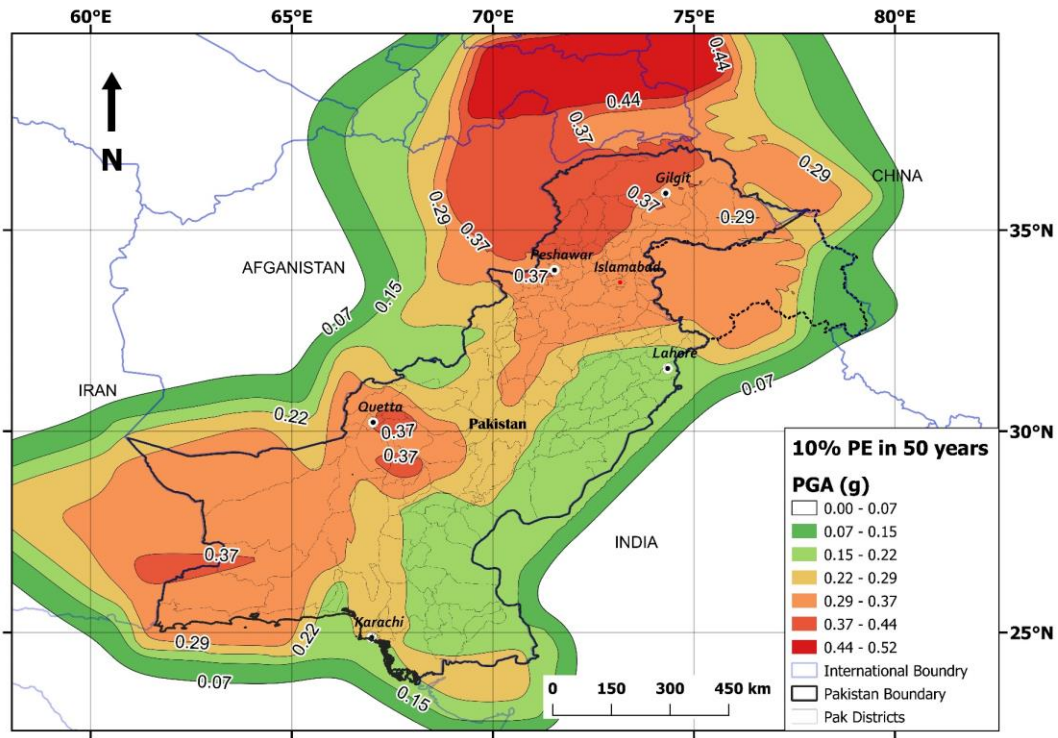 60°E 65°E 70°E 75°E 80°E
0.44
N
0.44
0.37
0.29
CHINA
Gilgit
0.37
0.29
0.29
0.37
35°N
Peshawar
Islamabad
AFGANISTAN
0.37
0.15
0.07
Lahore
0.07
IRAN
Quetta
0.22
0.37
Pakistan
30°N
0.37
10% PE in 50 years
PGA (g)
0.00 - 0.07
0.07 - 0.15
0.15 - 0.22
0.22 - 0.29
0.29 - 0.37
0.37 - 0.44
0.44 - 0.52
International Boundry
Pakistan Boundary
Pak Districts
INDIA
0.37
Karachi
25°N
0.29
0.22
0.07
0.15
0 150 300 450 km